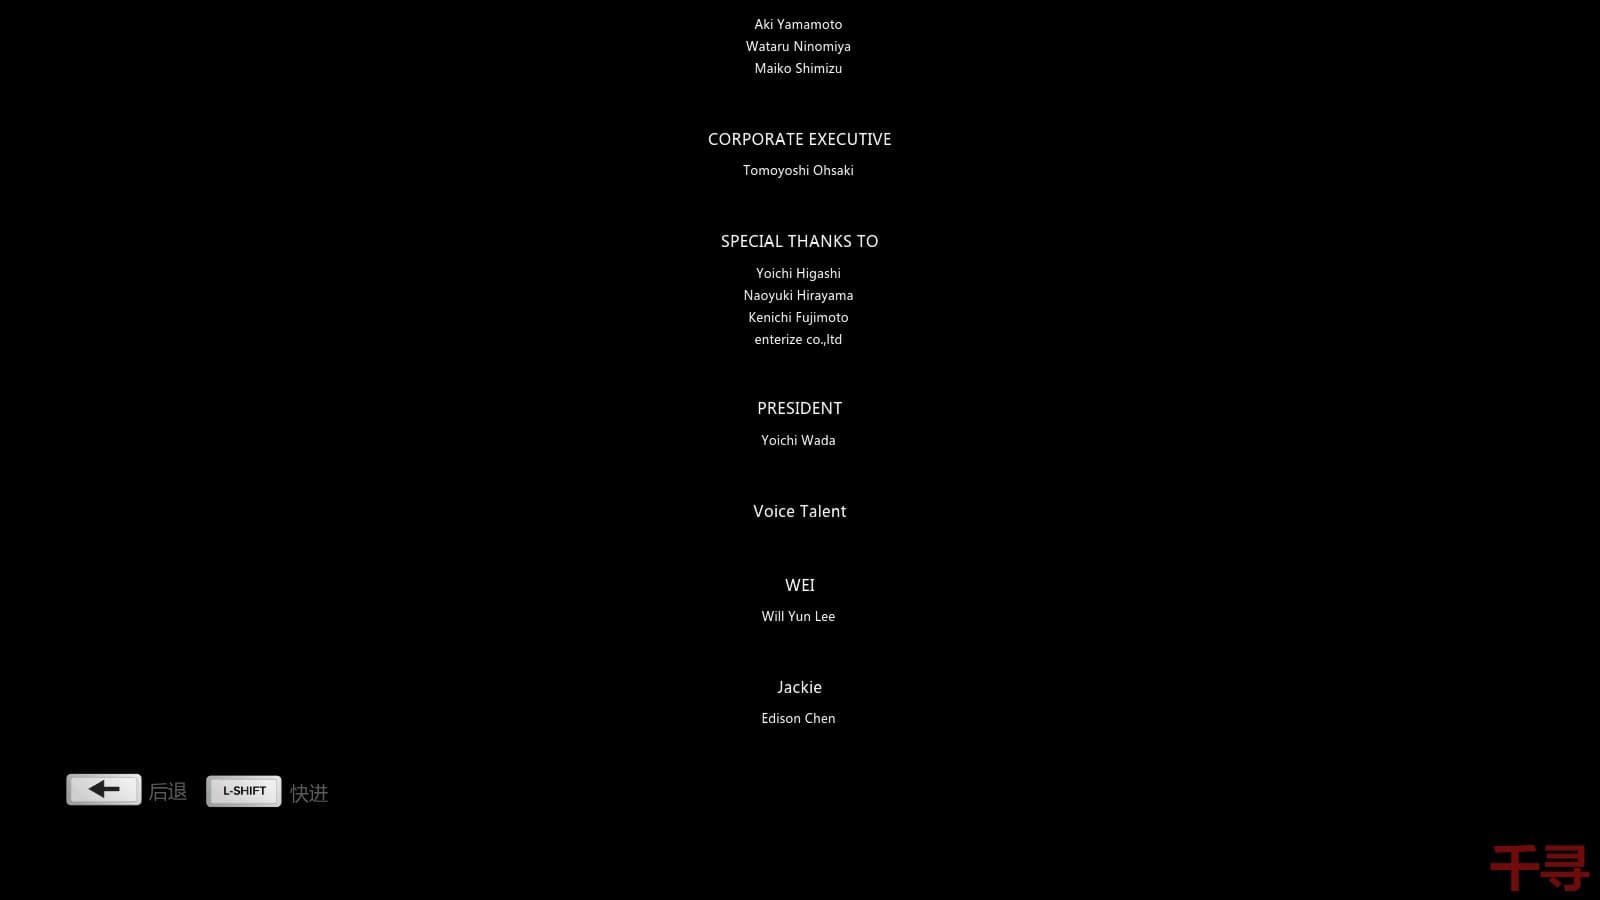 Aki Yamamoto
Wataru Ninomiya
Maiko Shimizu
CORPORATE EXECUTIVE
Tomoyoshi Ohsaki
SPECIAL THANKS TO
Yoichi Higashi
Naoyuki Hirayama
Kenichi Fujimoto
enterize co.,ltd
PRESIDENT
Yoichi Wada
Voice Talent
WEI
Will Yun Lee
Jackie
Edison Chen
后退 L-SHIFT 快进
千寻